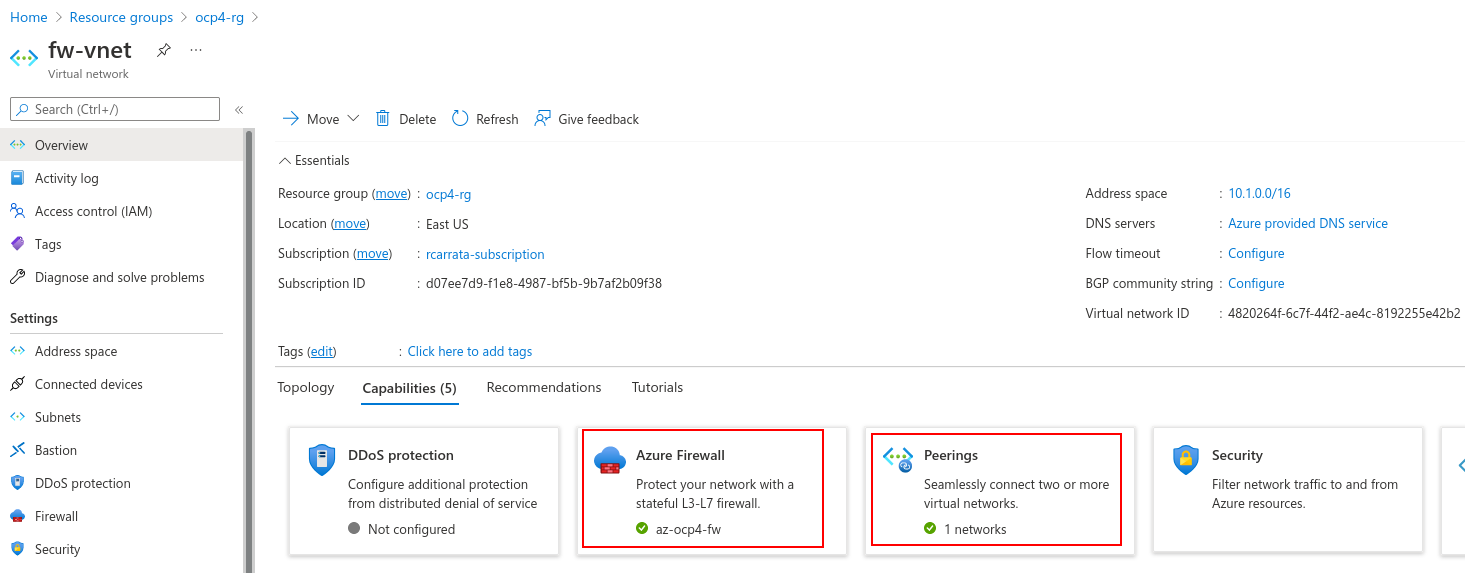 Home > Resource groups > ocp4-rg >
fw-vnet ...
Virtual network
Search (Ctrl+/) «
Overview
Activity log
Access control (IAM)
Tags
Diagnose and solve problems
Settings
Address space
Connected devices
Subnets
Bastion
DDoS protection
Firewall
Security
Move Delete Refresh Give feedback
Essentials
Resource group (move) : ocp4-rg
Location (move) : East US
Subscription (move) : rcarrata-subscription
Subscription ID : d07ee7d9-f1e8-4987-bf5b-9b7af2b09f38
Address space : 10.1.0.0/16
DNS servers : Azure provided DNS service
Flow timeout : Configure
BGP community string : Configure
Virtual network ID : 4820264f-6c7f-44f2-ae4c-8192255e42b2
Tags (edit) : Click here to add tags
Topology Capabilities (5) Recommendations Tutorials
DDoS protection
Configure additional protection
from distributed denial of service
Not configured
Azure Firewall
Protect your network with a
stateful L3-L7 firewall.
az-ocp4-fw
Peerings
Seamlessly connect two or more
virtual networks.
1 networks
Security
Filter network traffic to and from
Azure resources.